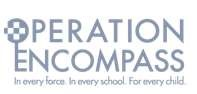 OPERATION
ENCOMPASS
In every force. In every school. For every child.